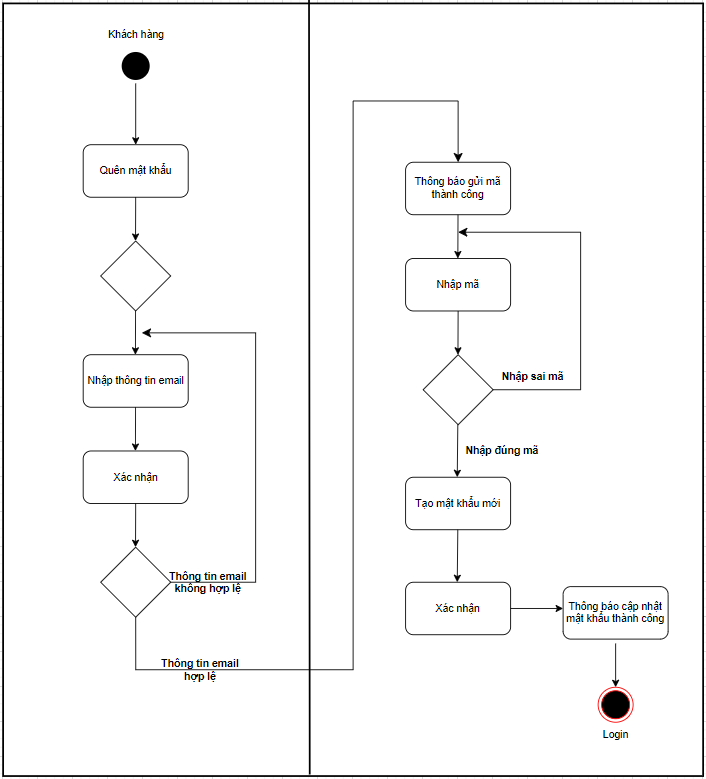 Khách hàng
Quên mật khẩu
Nhập thông tin email
Xác nhận
Thông tin email
không hợp lệ
Thông tin email
hợp lệ
Thông báo gửi mã
thành công
Nhập mã
Nhập sai mã
Nhập đúng mã
Tạo mật khẩu mới
Xác nhận
Thông báo cập nhật
mật khẩu thành công
Login